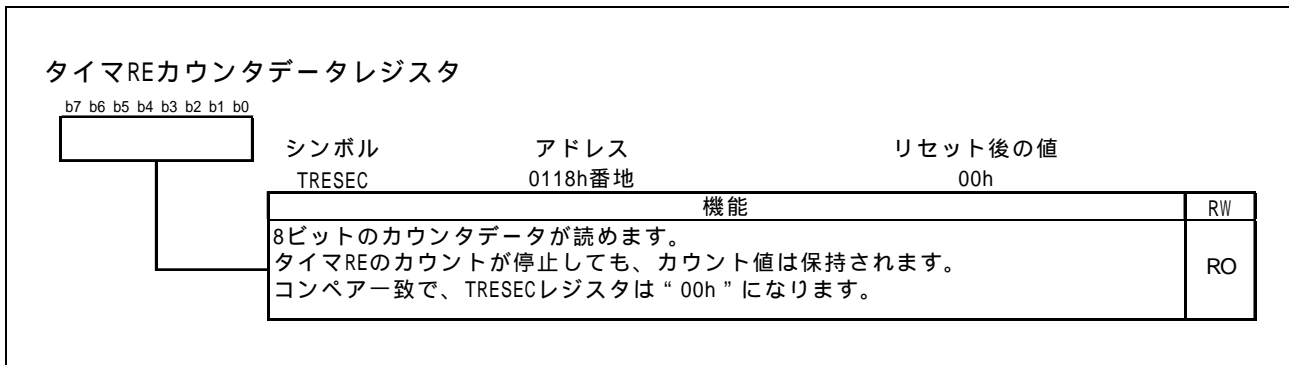 タイマREカウンタデータレジスタ
b7 b6 b5 b4 b3 b2 b1 b0
シンボル アドレス リセット後の値
TRESEC 0118h番地 00h
機能 RW
8ビットのカウンタデータが読めます。
タイマREのカウントが停止しても、カウント値は保持されます。 RO
コンペア一致で、TRESECレジスタは“00h”になります。